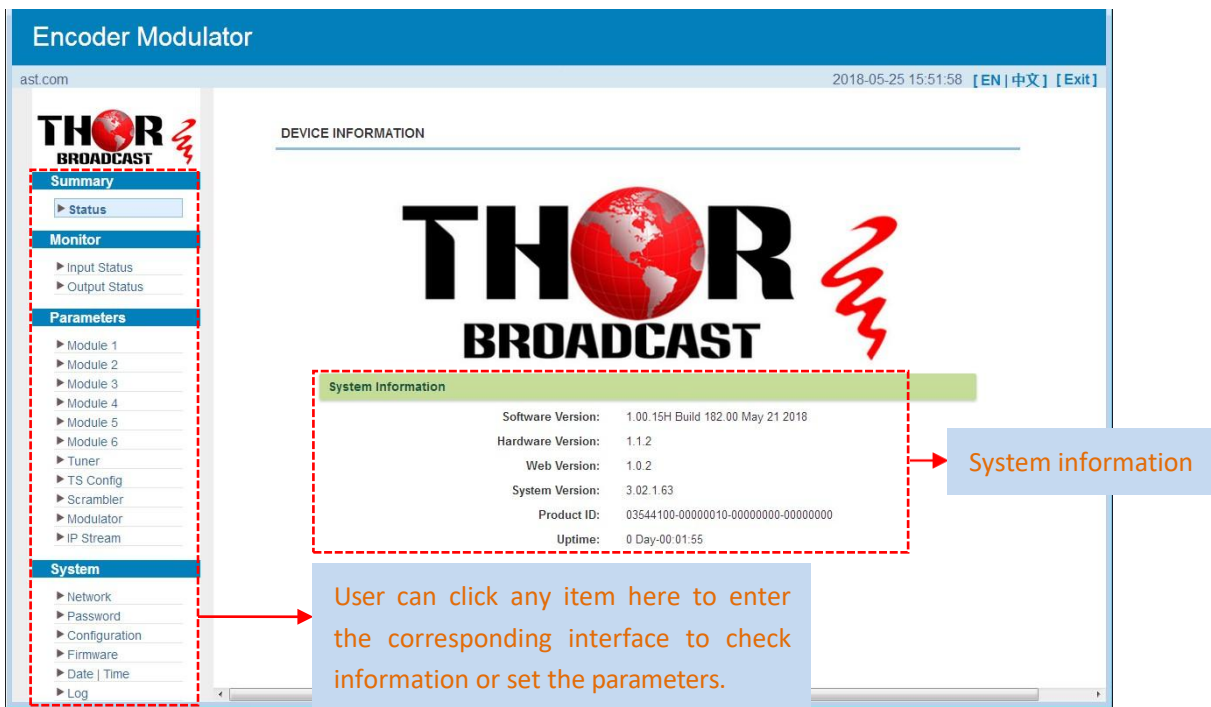 Encoder Modulator
ast.com
2018-05-25 15:51:58 [ EN | 中文 ] [ Exit ]
THOR
BROADCAST
Summary
Status
Monitor
Input Status
Output Status
Parameters
Module 1
Module 2
Module 3
Module 4
Module 5
Module 6
Tuner
TS Config
Scrambler
Modulator
IP Stream
System
Network
Password
Configuration
Firmware
Date | Time
Log
DEVICE INFORMATION
THOR
BROADCAST
System Information
Software Version: 1.00.15H Build 182.00 May 21 2018
Hardware Version: 1.1.2
Web Version: 1.0.2
System Version: 3.02.1.63
Product ID: 03544100-00000010-00000000-00000000
Uptime: 0 Day-00:01:55
System information
User can click any item here to enter
the corresponding interface to check
information or set the parameters.